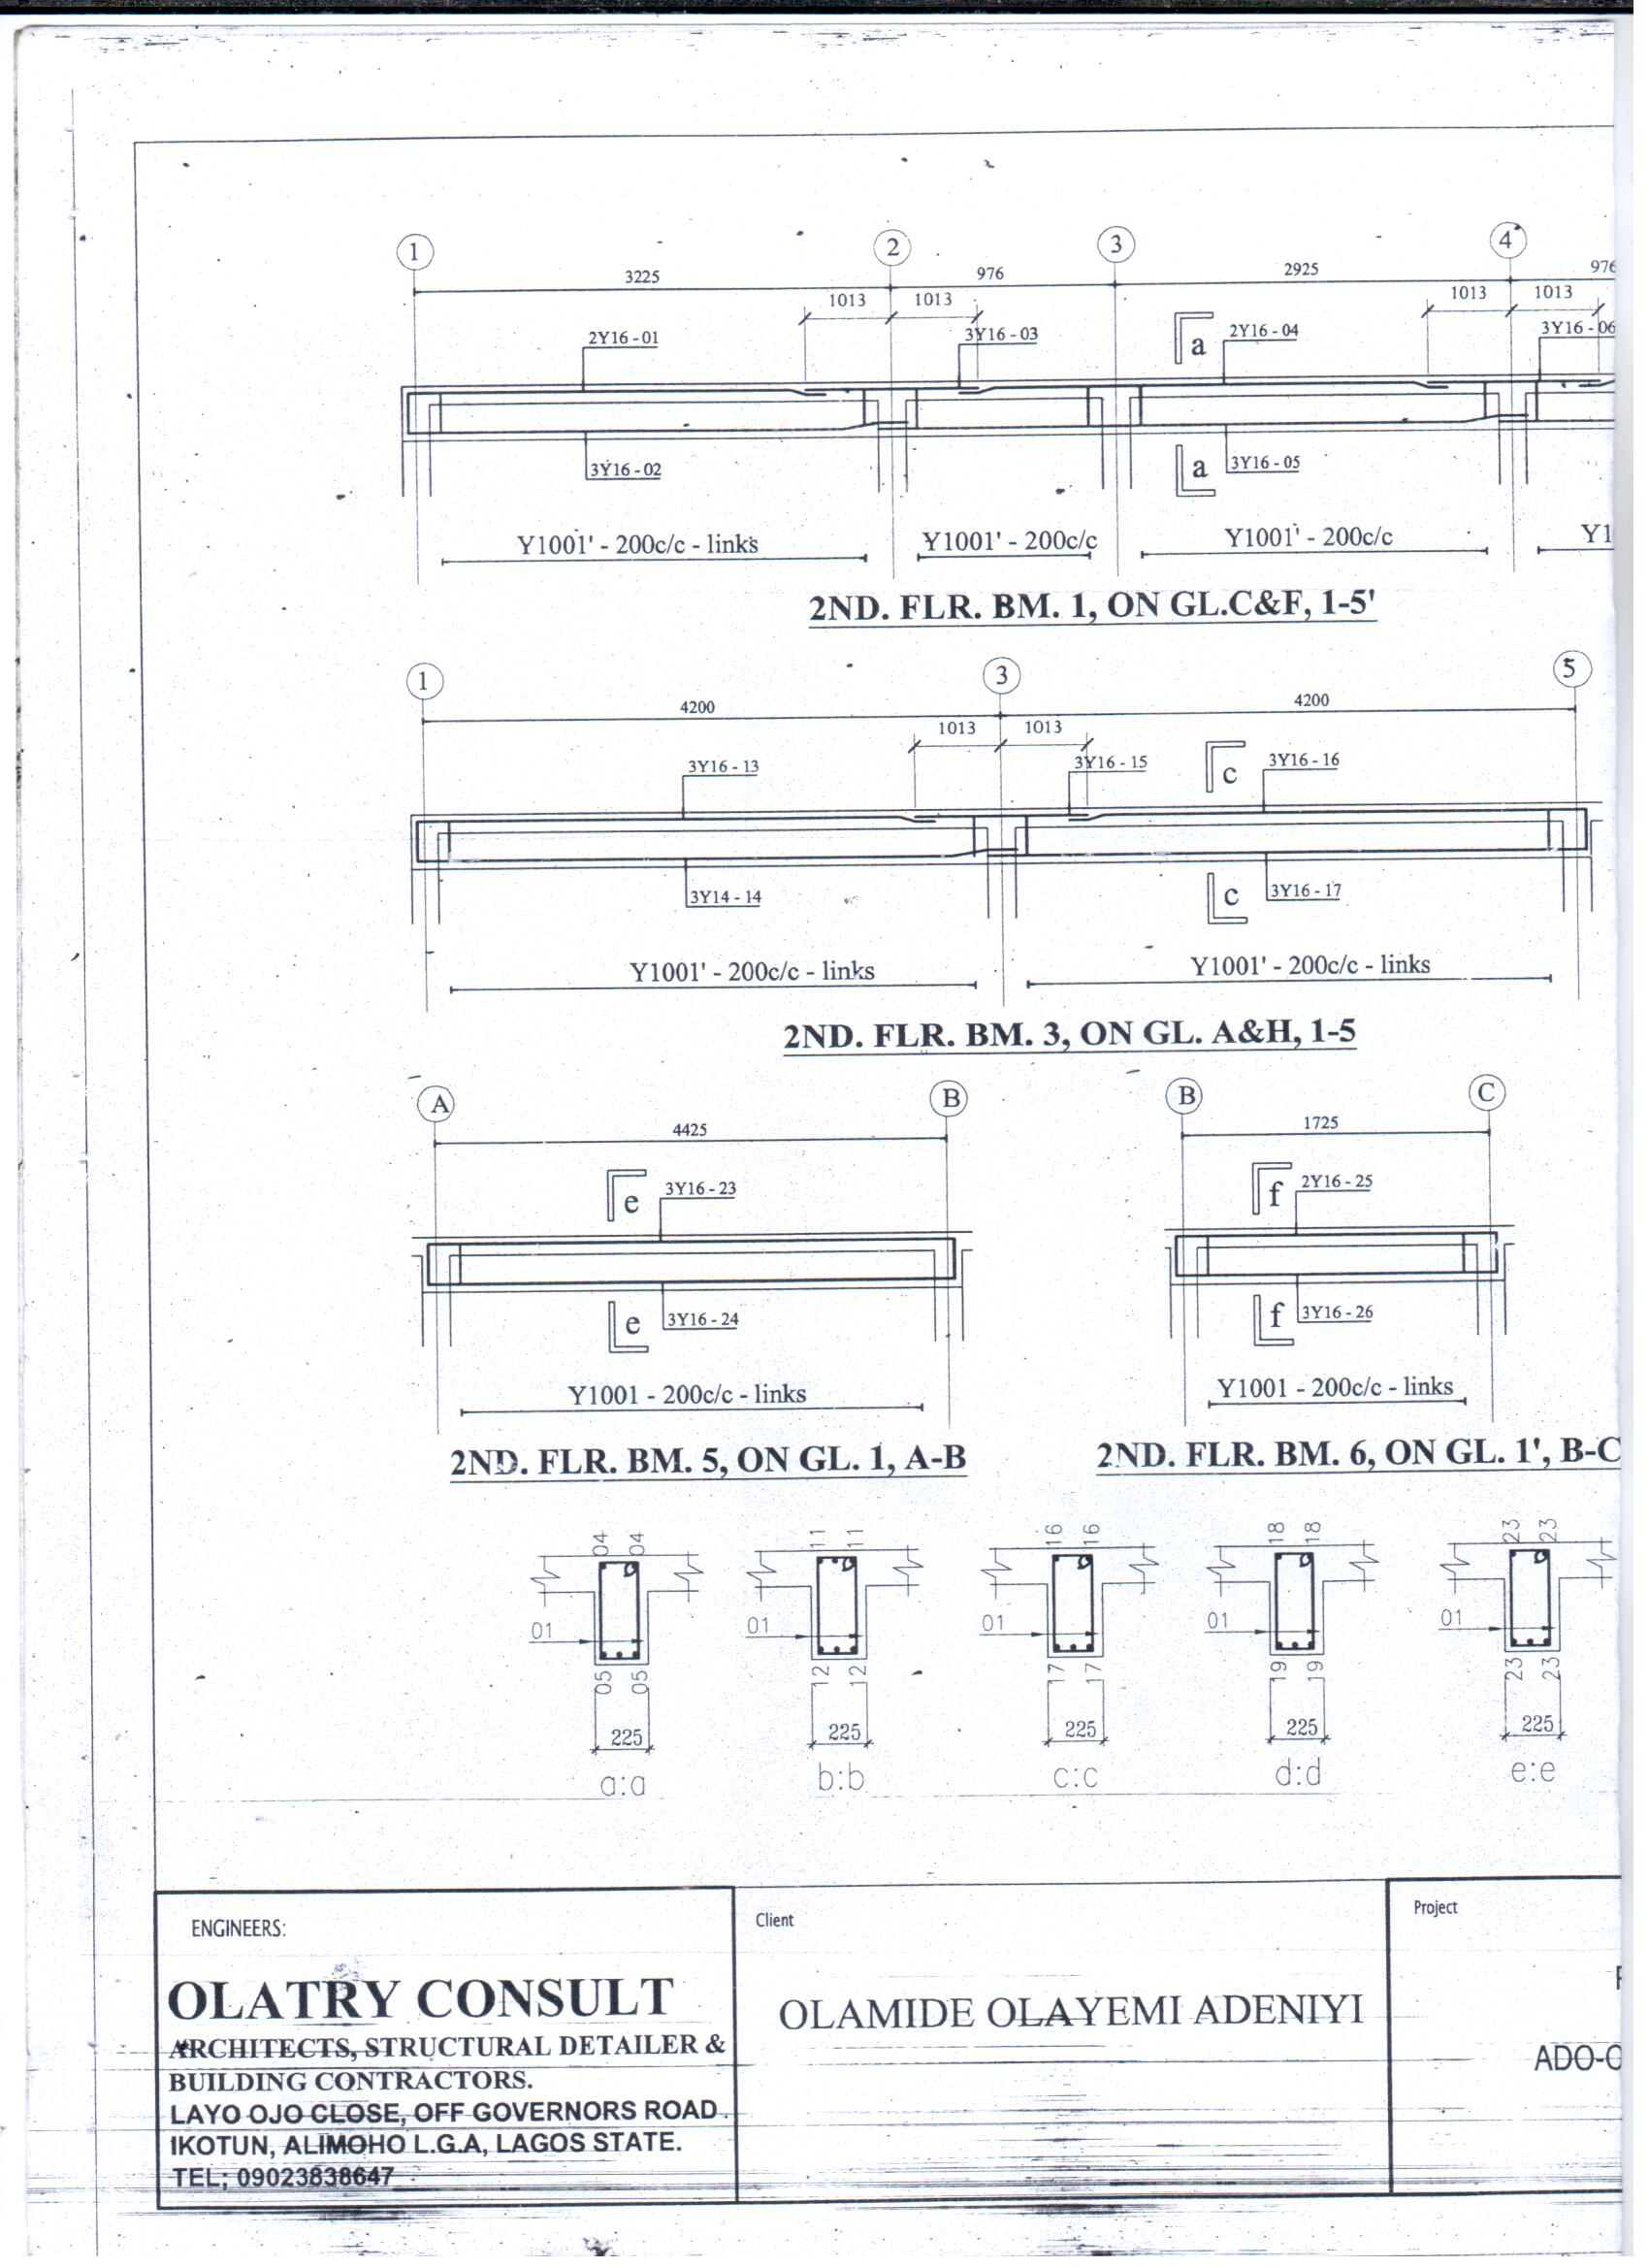 1
2
3
4
3225
976
2925
976
1013
1013
1013
1013
2Y16 - 01
3Y16 - 03
a
2Y16 - 04
3Y16 - 06
3Y16 - 02
a
3Y16 - 05
Y1001' - 200c/c - links
Y1001' - 200c/c
Y1001' - 200c/c
Y1
2ND. FLR. BM. 1, ON GL.C&F, 1-5'
1
3
5
4200
4200
1013
1013
3Y16 - 13
3Y16 - 15
c
3Y16 - 16
3Y14 - 14
c
3Y16 - 17
Y1001' - 200c/c - links
Y1001' - 200c/c - links
2ND. FLR. BM. 3, ON GL. A&H, 1-5
A
B
B
C
4425
1725
e
3Y16 - 23
f
2Y16 - 25
e
3Y16 - 24
f
3Y16 - 26
Y1001 - 200c/c - links
Y1001 - 200c/c - links
2ND. FLR. BM. 5, ON GL. 1, A-B
2ND. FLR. BM. 6, ON GL. 1', B-C
04 04
11 11
16 16
18 18
23 23
01
01
01
01
01
05 05
12 12
17 17
19 19
23 23
225
225
225
225
225
a:a
b:b
c:c
d:d
e:e
ENGINEERS:
OLATRY CONSULT
ARCHITECTS, STRUCTURAL DETAILER &
BUILDING CONTRACTORS.
LAYO OJO CLOSE, OFF GOVERNORS ROAD
IKOTUN, ALIMOHO L.G.A, LAGOS STATE.
TEL; 09023838647
Client
OLAMIDE OLAYEMI ADENIYI
Project
ADO-O